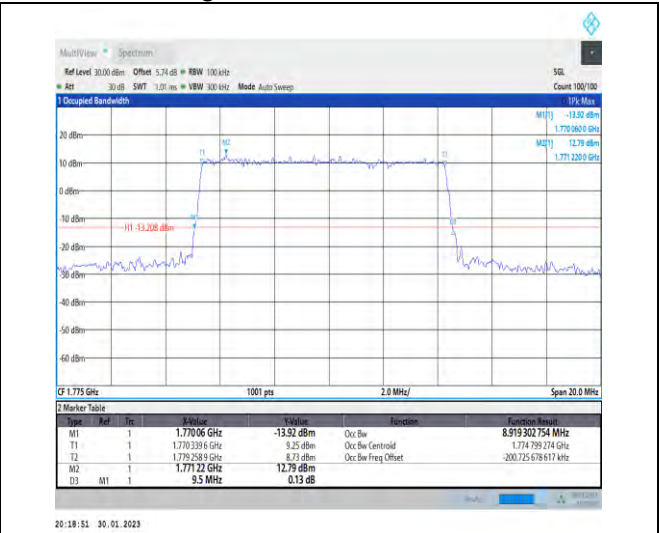 MultiView Spectrum
Ref Level 30.00 dBm Offset 5.74 dB RBW 100 kHz SGL
Att 30 dB SWT 1.01 ms VBW 300 kHz Mode Auto Sweep Count 100/100
1 Occupied Bandwidth 1Pk Max
M1[1] -13.92 dBm
1.770 060 0 GHz
M2[1] 12.79 dBm
1.771 220 0 GHz
20 dBm
M2
T1
10 dBm
0 dBm
-10 dBm
H1 -13.208 dBm
-20 dBm
-30 dBm
-40 dBm
-50 dBm
-60 dBm
CF 1.775 GHz 1001 pts 2.0 MHz/ Span 20.0 MHz
2 Marker Table
Type Ref Trc X-Value Y-Value Function Function Result
M1 1 1.77006 GHz -13.92 dBm Occ Bw 8.919 302 754 MHz
T1 1 1.770 339 6 GHz 9.25 dBm Occ Bw Centroid 1.774 799 274 GHz
T2 1 1.779 258 9 GHz 8.73 dBm Occ Bw Freq Offset -200.725 678 617 kHz
M2 1 1.771 22 GHz 12.79 dBm
D3 M1 1 9.5 MHz 0.13 dB
20:18:51 30.01.2023